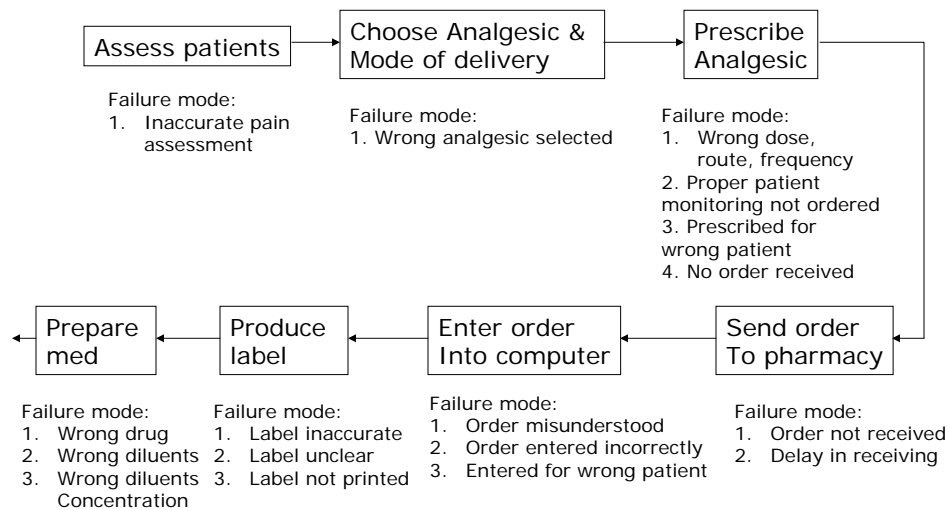 Assess patients
Choose Analgesic &
Mode of delivery
Prescribe
Analgesic
Failure mode:
1. Inaccurate pain
assessment
Failure mode:
1. Wrong analgesic selected
Failure mode:
1. Wrong dose,
route, frequency
2. Proper patient
monitoring not ordered
3. Prescribed for
wrong patient
4. No order received
Prepare
med
Produce
label
Enter order
Into computer
Send order
To pharmacy
Failure mode:
1. Wrong drug
2. Wrong diluents
3. Wrong diluents
Concentration
Failure mode:
1. Label inaccurate
2. Label unclear
3. Label not printed
Failure mode:
1. Order misunderstood
2. Order entered incorrectly
3. Entered for wrong patient
Failure mode:
1. Order not received
2. Delay in receiving